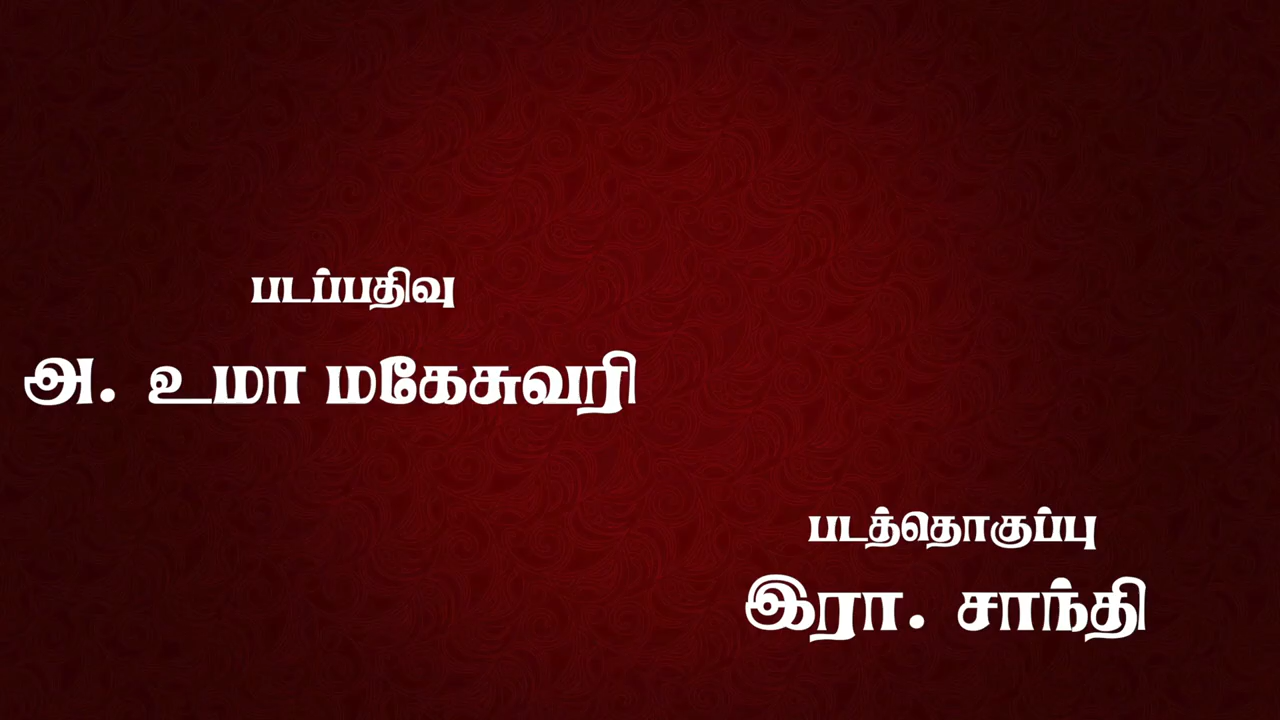 படப்பதிவு
அ. உமா மகேசுவரி
படத்தொகுப்பு
இரா. சாந்தி